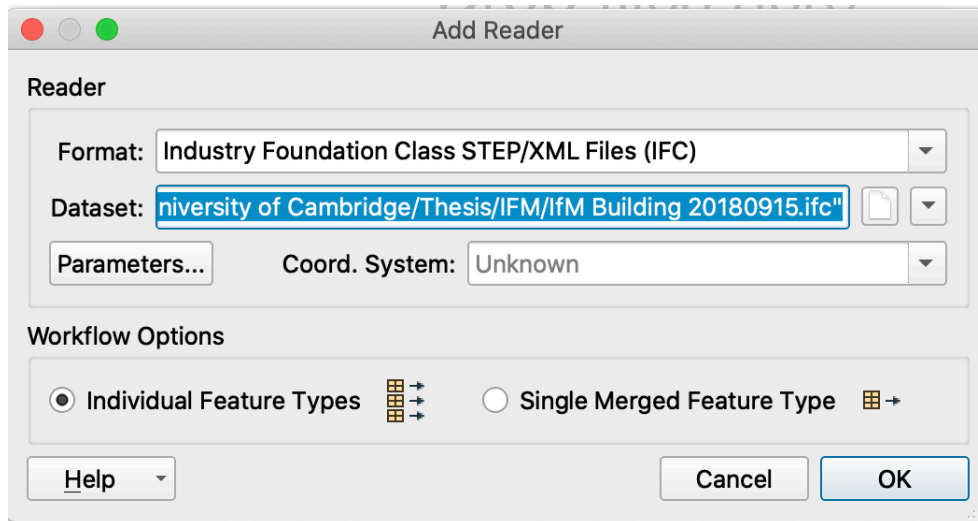 Add Reader
Reader
Format: Industry Foundation Class STEP/XML Files (IFC)
Dataset: niversity of Cambridge/Thesis/IFM/IfM Building 20180915.ifc"
Parameters... Coord. System: Unknown
Workflow Options
Individual Feature Types Single Merged Feature Type
Help Cancel OK